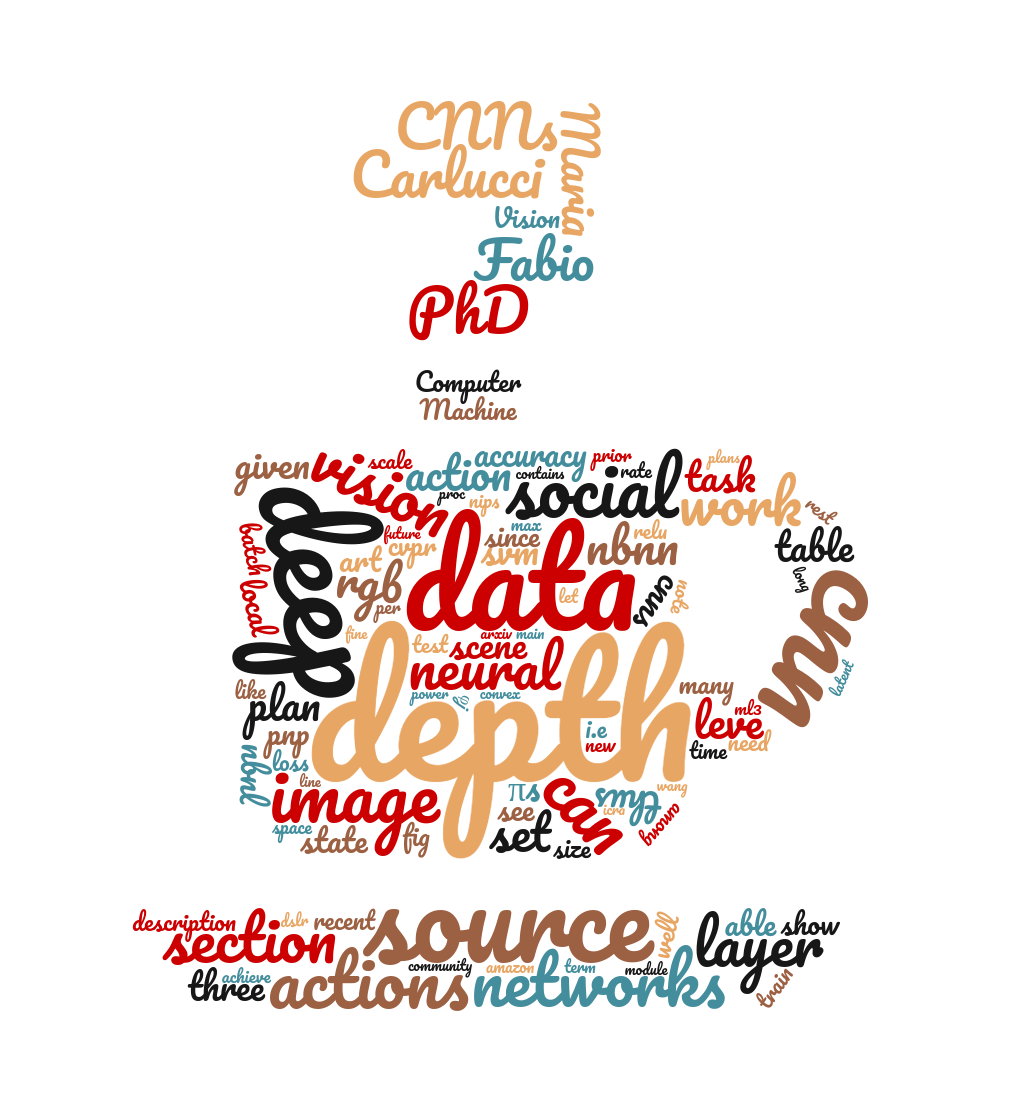 CNNs
Maria
Carlucci
Vision
Fabio
PhD
Computer
Machine
given
vision
scale
action
accuracy
contains
prior
rate
plans
task
proc
nips
social
work
rest
deep
batch
future
art
cvpr
data
max
since
svm
nbnn
relu
table
long
local
rgb
per
let
cnns
note
cnn
latent
fine
test
arxiv
main
scene
neural
depth
like
plan
power
convex
many
leve
ml3
pnp
i.e
new
time
need
nbnl
loss
line
image
πs
can
tfws
wang
icra
brown
space
state
fig
see
set
size
description
dslr
recent
source
well
able
show
section
layer
three
achieve
actions
community
amazon
networks
term
module
train